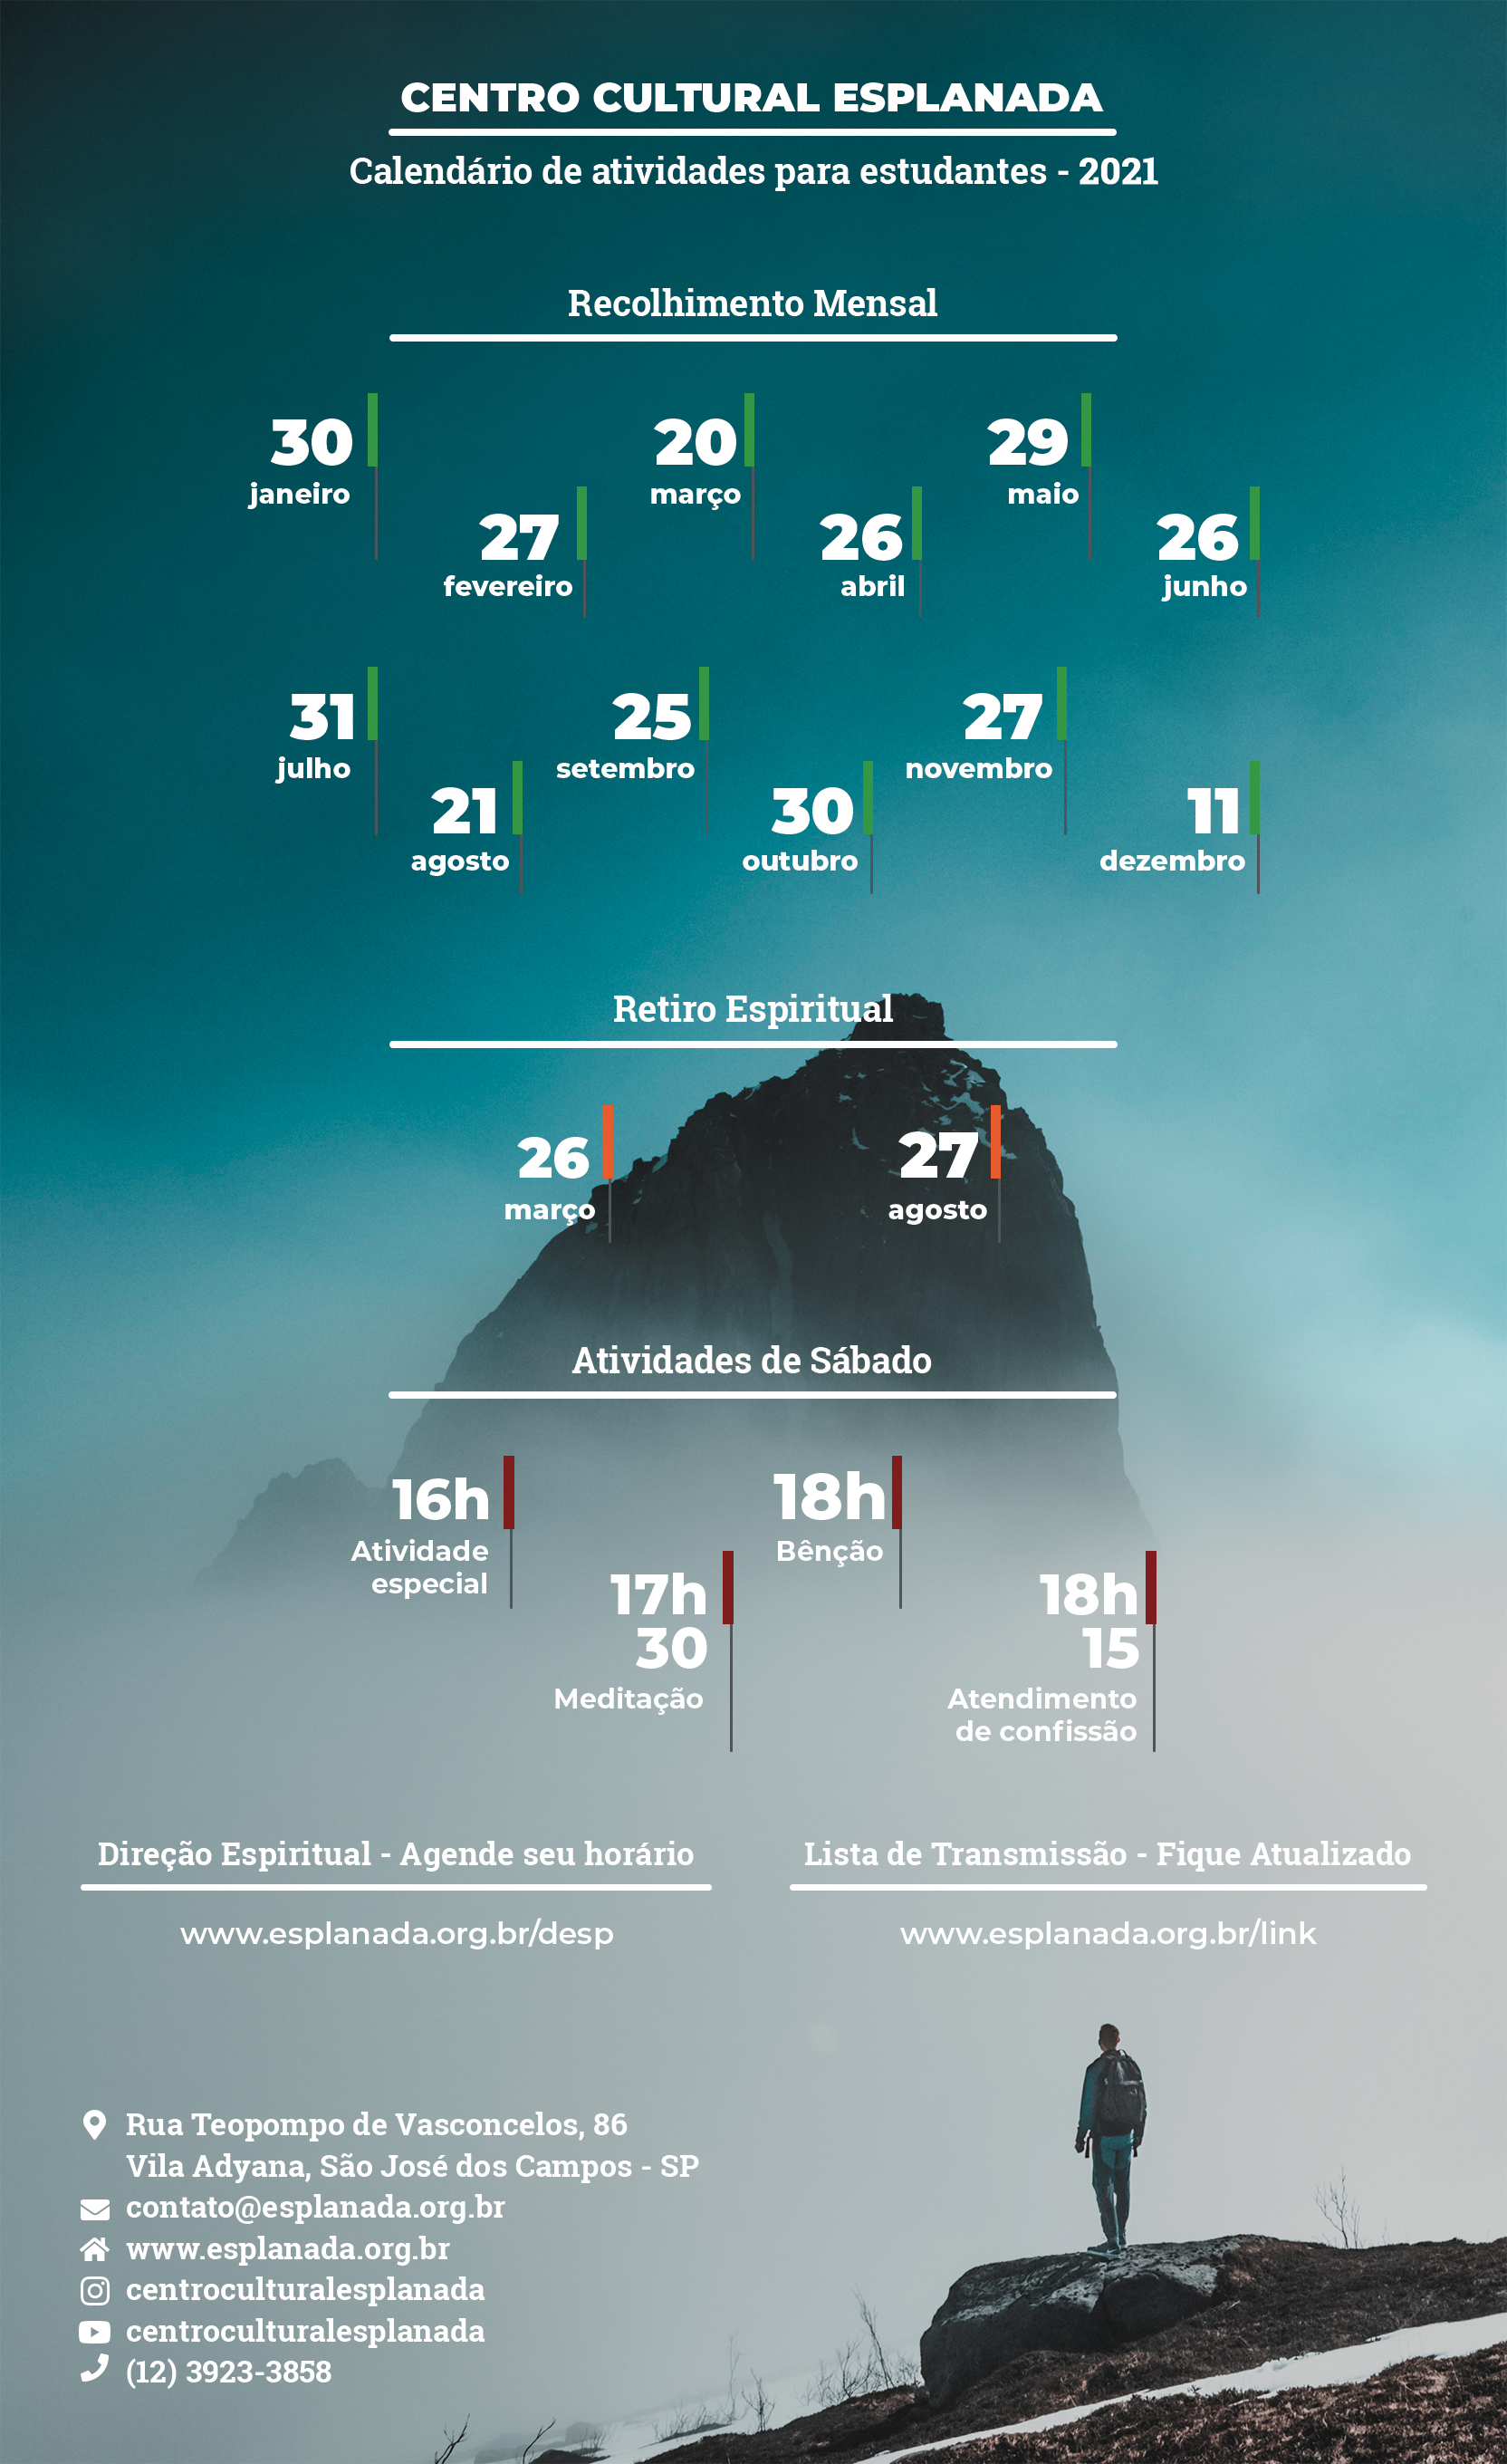 CENTRO CULTURAL ESPLANADA
Calendário de atividades para estudantes - 2021
Recolhimento Mensal
30
janeiro
27
fevereiro
20
março
26
abril
29
maio
26
junho
31
julho
21
agosto
25
setembro
30
outubro
27
novembro
11
dezembro
Retiro Espiritual
26
março
27
agosto
Atividades de Sábado
16h
Atividade
especial
17h
30
Meditação
18h
Bênção
18h
15
Atendimento
de confissão
Direção Espiritual - Agende seu horário
www.esplanada.org.br/desp
Lista de Transmissão - Fique Atualizado
www.esplanada.org.br/link
Rua Teopompo de Vasconcelos, 86
Vila Adyana, São José dos Campos - SP
contato@esplanada.org.br
www.esplanada.org.br
centroculturalesplanada
centroculturalesplanada
(12) 3923-3858